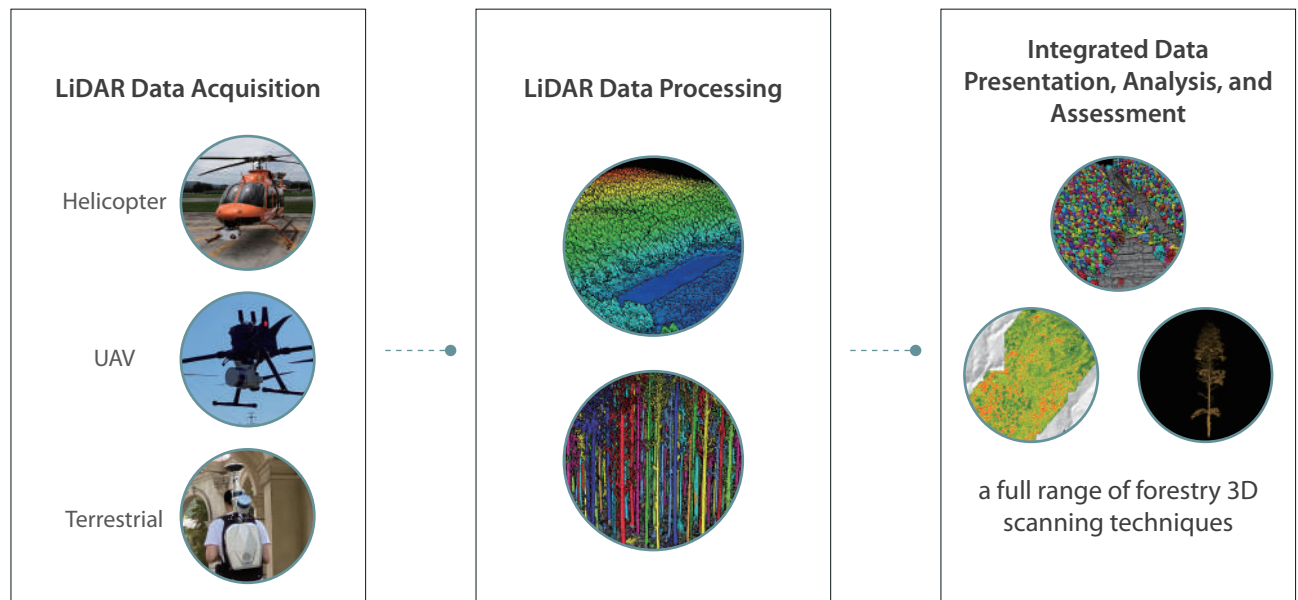 LiDAR Data Acquisition
Helicopter
UAV
Terrestrial
LiDAR Data Processing
Integrated Data
Presentation, Analysis, and
Assessment
a full range of forestry 3D
scanning techniques